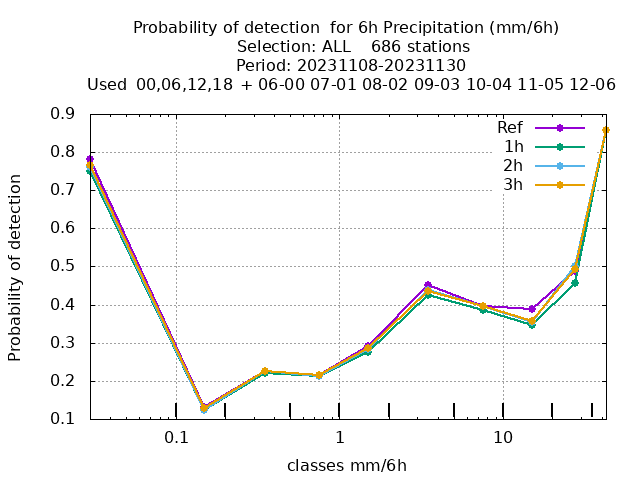 Probability of detection  for 6h Precipitation (mm/6h)
Selection: ALL    686 stations
Period: 20231108-20231130
Used  00,06,12,18  + 06-00 07-01 08-02 09-03 10-04 11-05 12-06
Probability of detection
0.9
0.8
0.7
0.6
0.5
0.4
0.3
0.2
0.1
Ref
1h
2h
3h
0.1
1
10
classes mm/6h